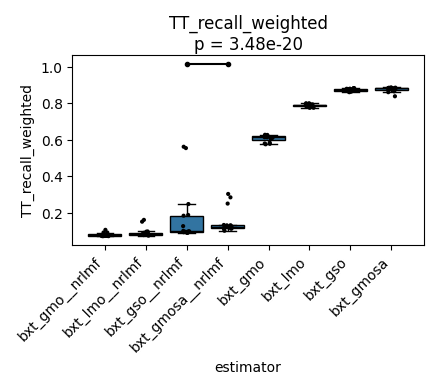 TT_recall_weighted
p = 3.48e-20
TT_recall_weighted
1.0
0.8
0.6
0.4
0.2
bxt_gmo__nrlmf
bxt_lmo__nrlmf
bxt_gso__nrlmf
bxt_gmosa__nrlmf
bxt_gmo
bxt_lmo
bxt_gso
bxt_gmosa
estimator